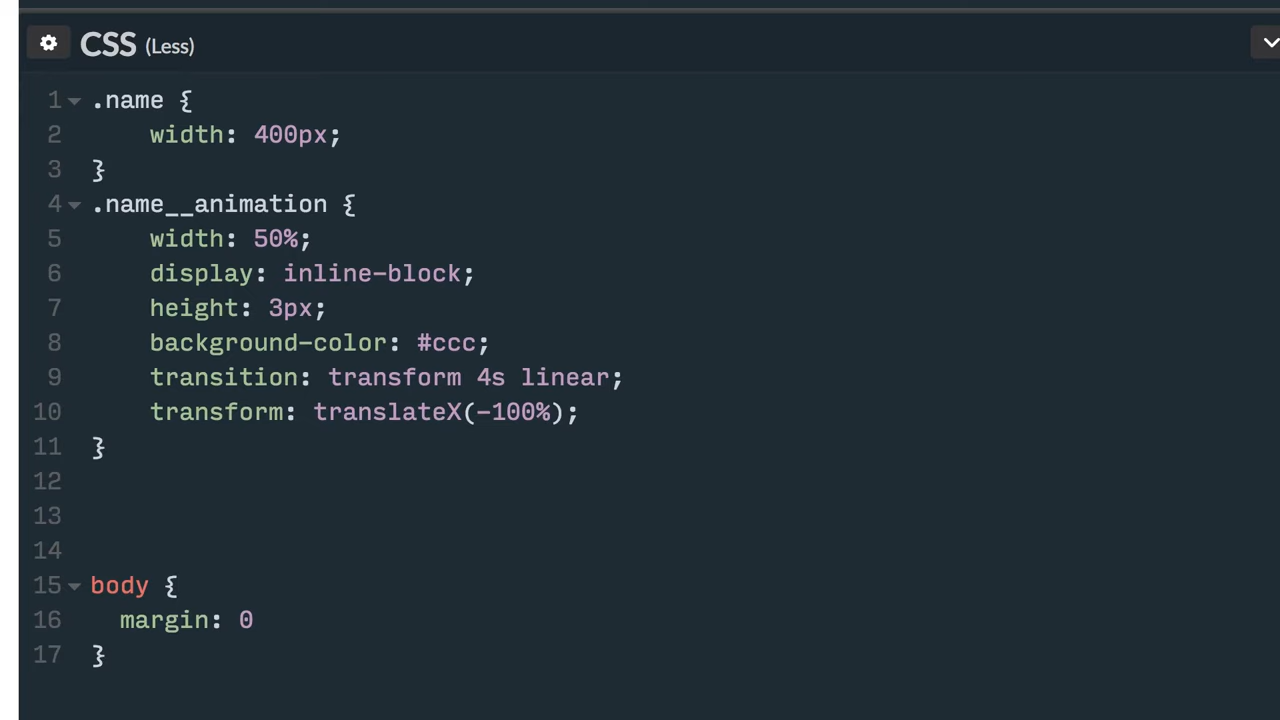 CSS (Less)
1 .name {
2 width: 400px;
3 }
4 .name__animation {
5 width: 50%;
6 display: inline-block;
7 height: 3px;
8 background-color: #ccc;
9 transition: transform 4s linear;
10 transform: translateX(-100%);
11 }
12
13
14
15 body {
16 margin: 0
17 }